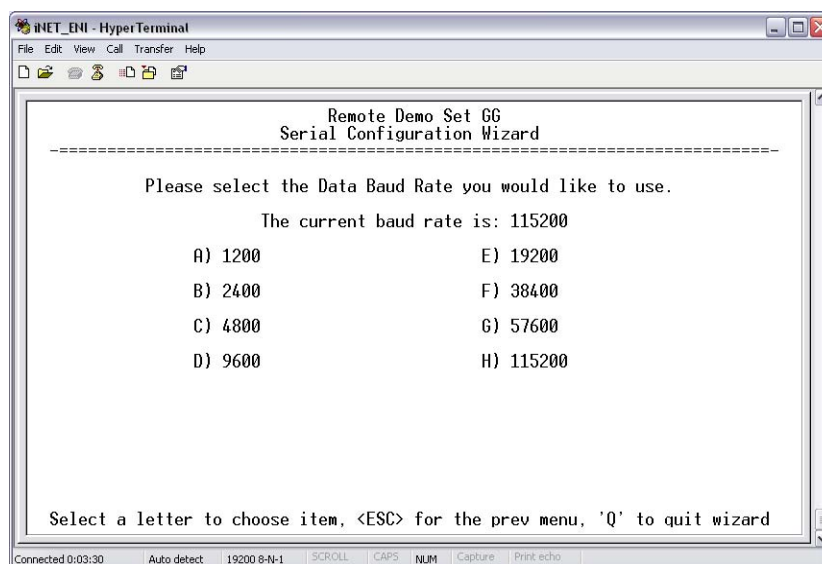 iNET_ENI - HyperTerminal
File Edit View Call Transfer Help
Remote Demo Set GG
Serial Configuration Wizard
-==========================================================================-
Please select the Data Baud Rate you would like to use.
The current baud rate is: 115200
A) 1200 E) 19200
B) 2400 F) 38400
C) 4800 G) 57600
D) 9600 H) 115200
Select a letter to choose item, <ESC> for the prev menu, 'Q' to quit wizard
Connected 0:03:30 Auto detect 19200 8-N-1 SCROLL CAPS NUM Capture Print echo